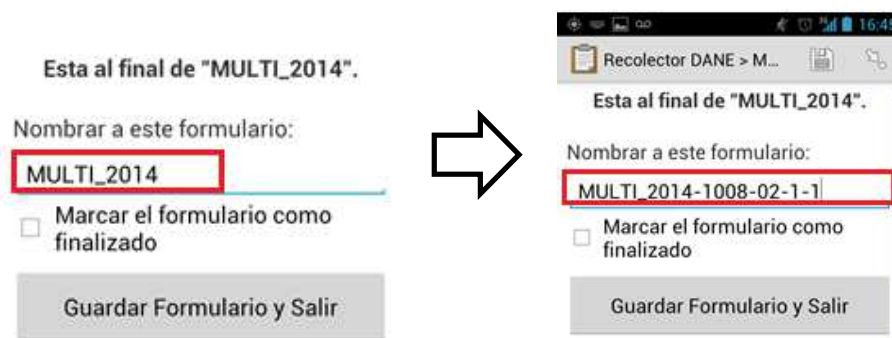 Esta al final de "MULTI_2014".
Nombrar a este formulario:
MULTI_2014
Marcar el formulario como
finalizado
Guardar Formulario y Salir
16:45
Recolector DANE > M...
Esta al final de "MULTI_2014".
Nombrar a este formulario:
MULTI_2014-1008-02-1-1
Marcar el formulario como
finalizado
Guardar Formulario y Salir